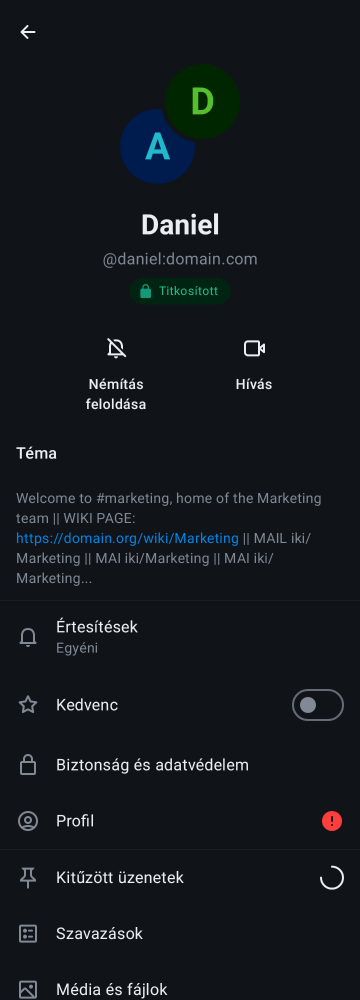 D
A
Daniel
@daniel:domain.com
Titkosított
Némítás
feloldása
Hívás
Téma
Welcome to #marketing, home of the Marketing
team || WIKI PAGE:
https://domain.org/wiki/Marketing || MAIL iki/
Marketing || MAI iki/Marketing || MAI iki/
Marketing...
Értesítések
Egyéni
Kedvenc
Biztonság és adatvédelem
Profil
Kitűzött üzenetek
Szavazások
Média és fájlok